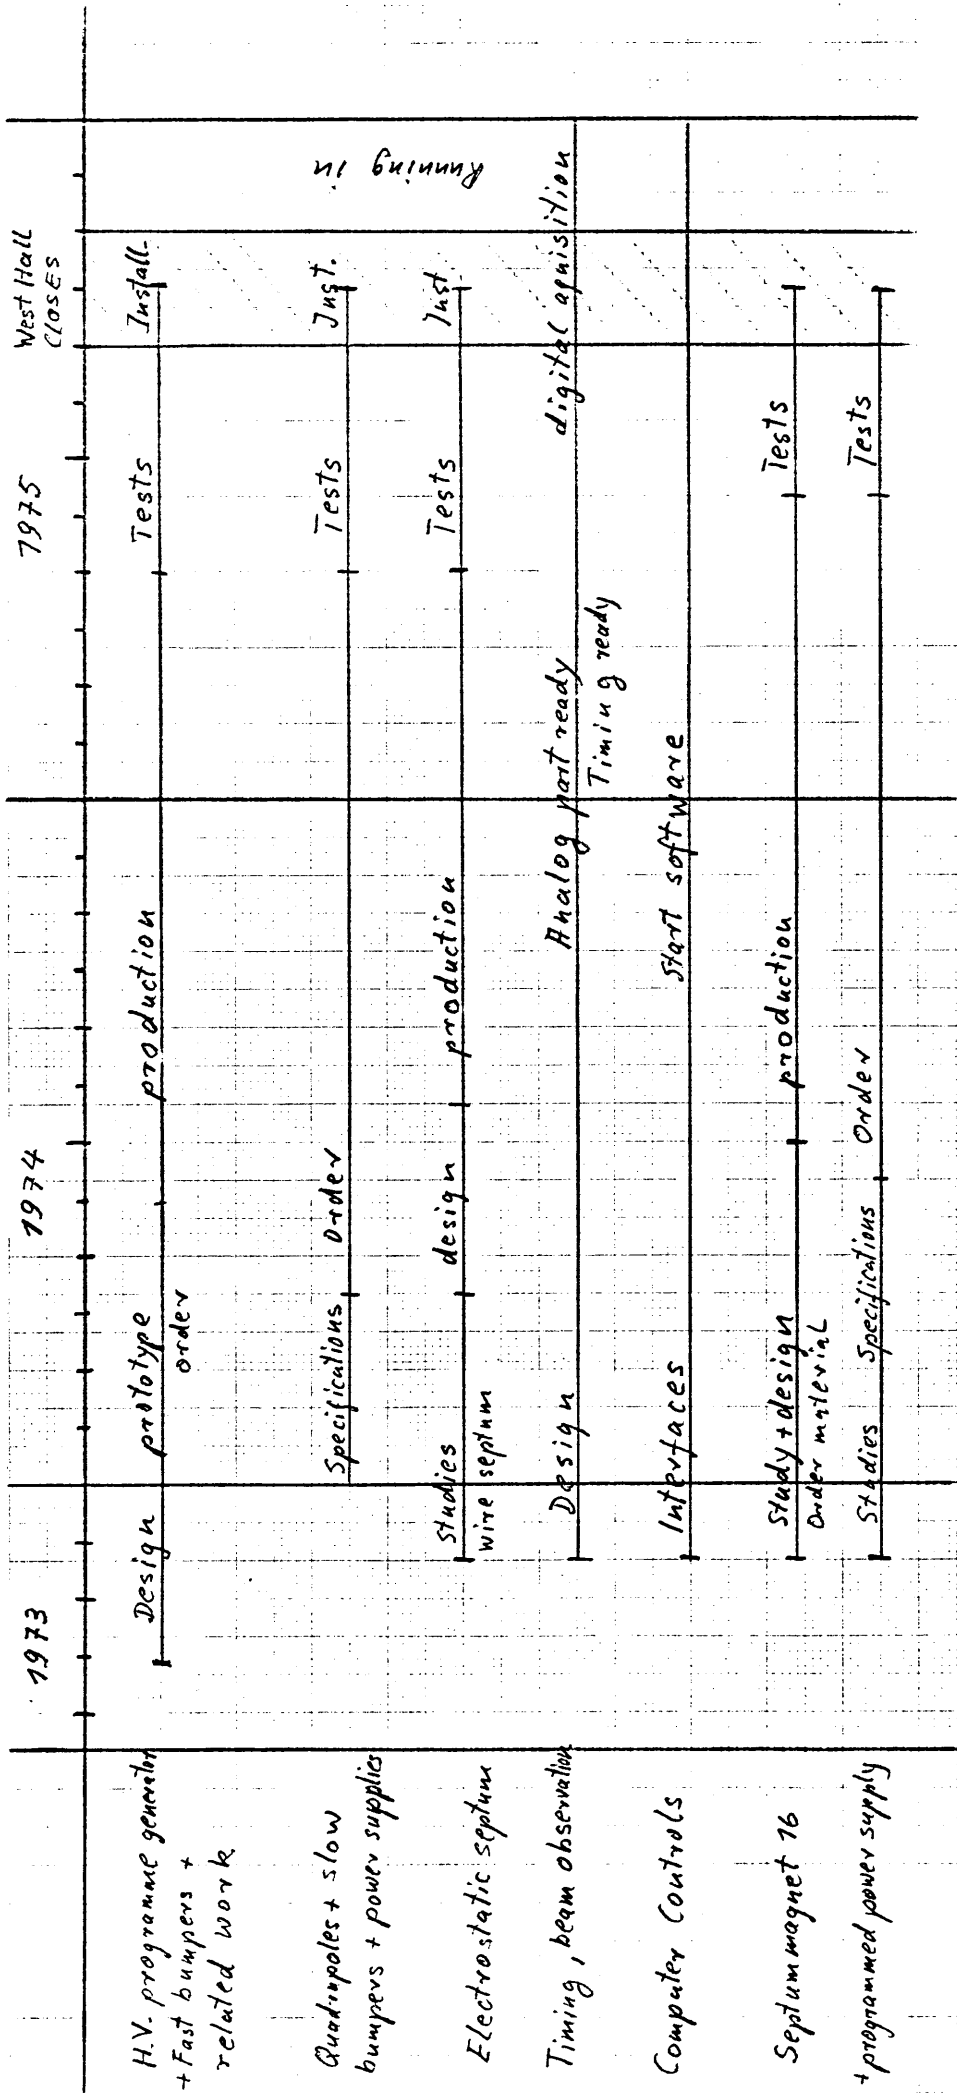 1973
1974
1975
West Hall
CLOSES
H.V. programme generator
+ Fast bumpers +
related work
Design
prototype
order
production
Tests
Install.
Quadrupoles + slow
bumpers + power supplies
Specifications
Order
Tests
Inst.
Electrostatic septum
Studies
wire septum
design
production
Tests
Inst
Running in
Timing, beam observation
Design
Analog part ready
Timing ready
digital aquisition
Computer Controls
Interfaces
Start software
Septummagnet 16
Study + design
Order material
production
Tests
+ programmed power supply
Studies
Specifications
Order
Tests